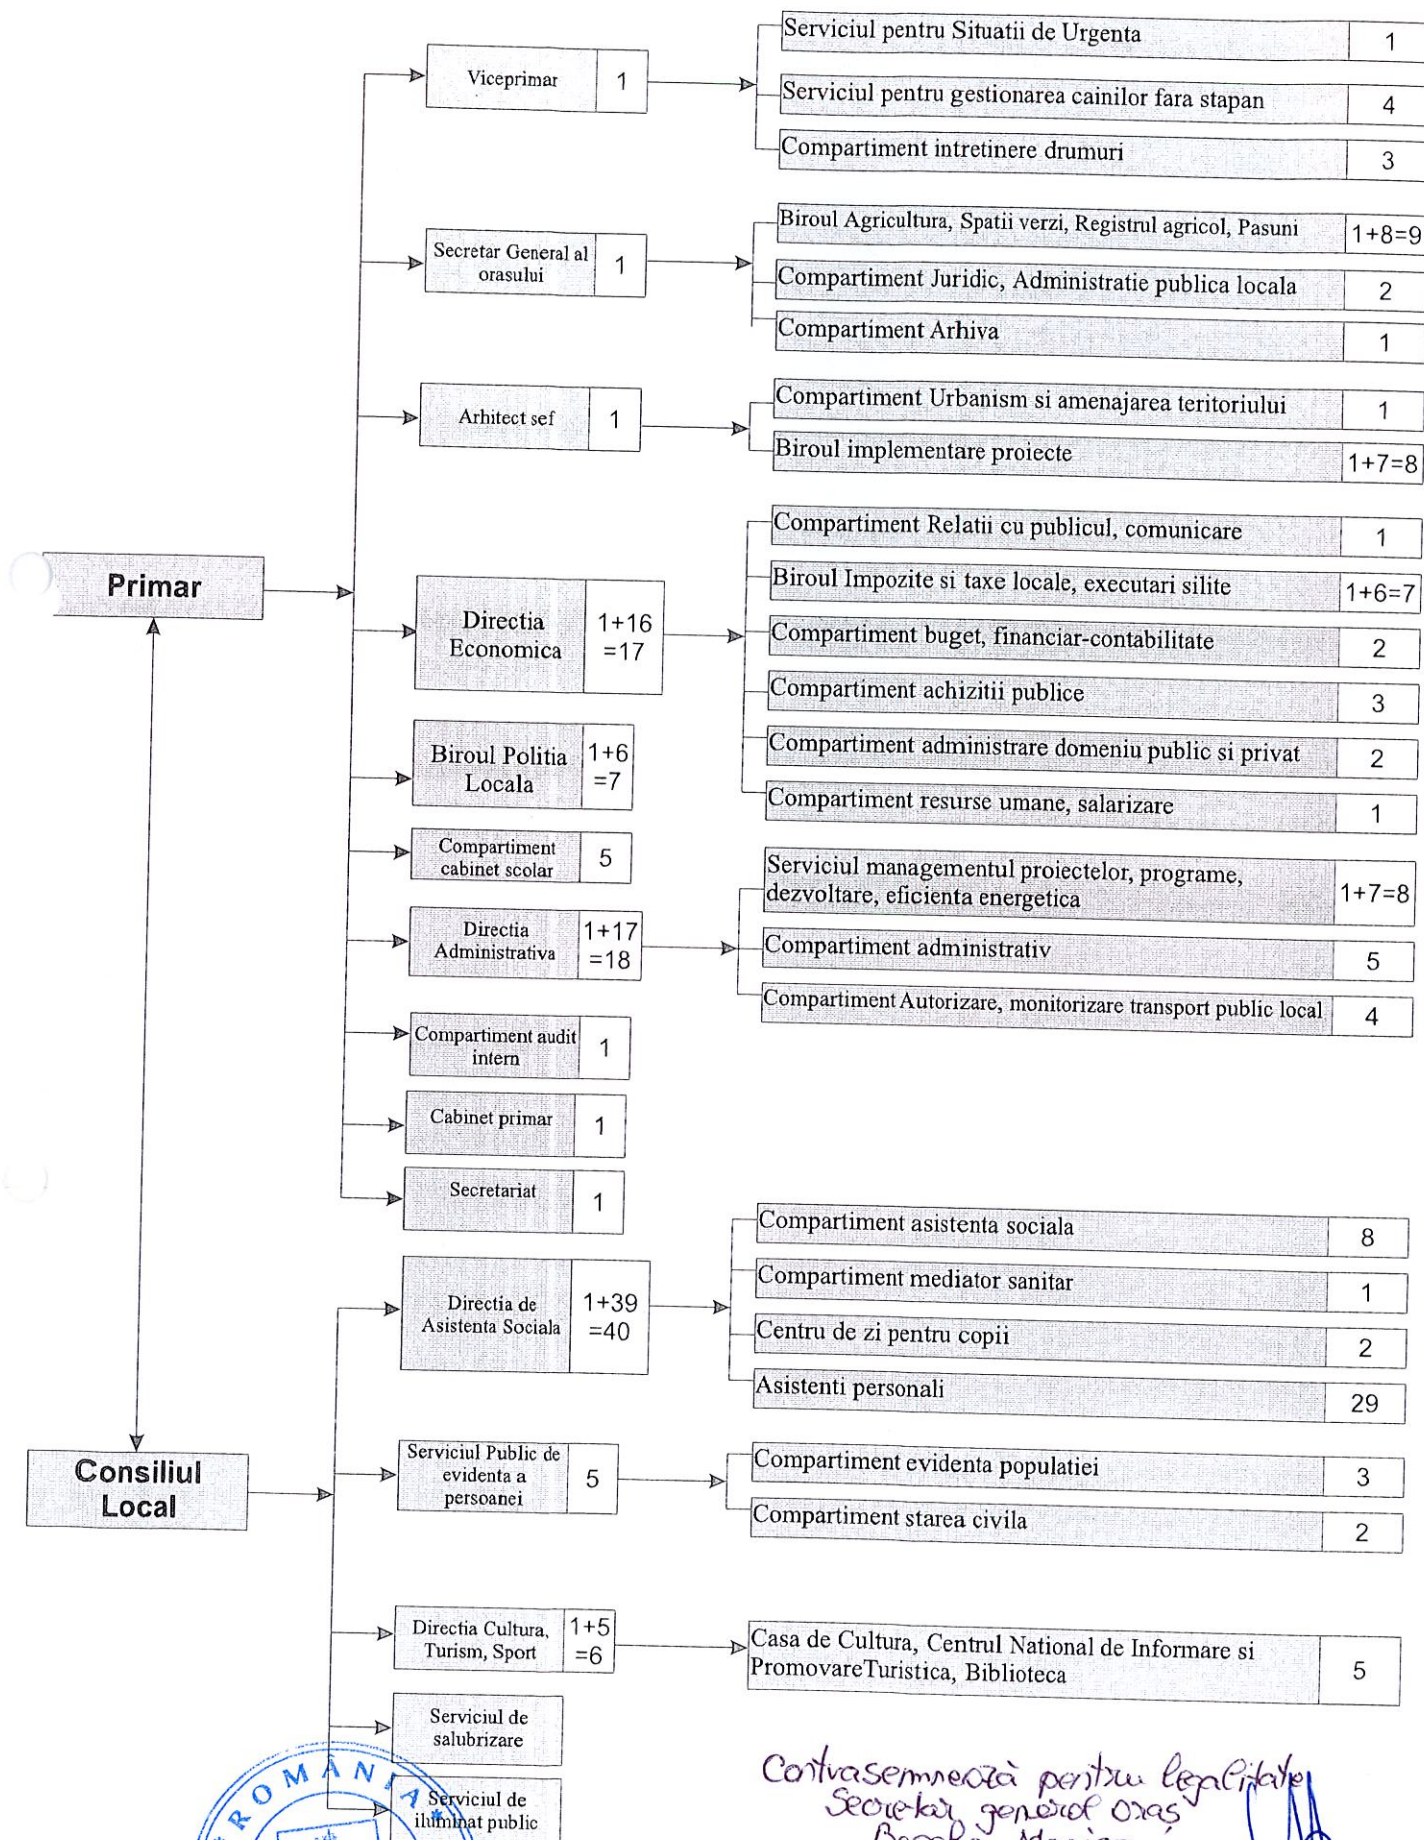 Serviciul pentru Situatii de Urgenta 1
Viceprimar 1
Serviciul pentru gestionarea cainilor fara stapan 4
Compartiment intretinere drumuri 3
Biroul Agricultura, Spatii verzi, Registrul agricol, Pasuni 1+8=9
Secretar General al
orasului 1
Compartiment Juridic, Administratie publica locala 2
Compartiment Arhiva 1
Compartiment Urbanism si amenajarea teritoriului 1
Arhitect sef 1
Biroul implementare proiecte 1+7=8
Compartiment Relatii cu publicul, comunicare 1
Primar
Biroul Impozite si taxe locale, executari silite 1+6=7
Directia
Economica
1+16
=17
Compartiment buget, financiar-contabilitate 2
Compartiment achizitii publice 3
Biroul Politia
Locala
1+6
=7
Compartiment administrare domeniu public si privat 2
Compartiment resurse umane, salarizare 1
Compartiment
cabinet scolar
5
Serviciul managementul proiectelor, programe,
dezvoltare, eficienta energetica
1+7=8
Directia
Administrativa
1+17
=18
Compartiment administrativ 5
Compartiment Autorizare, monitorizare transport public local 4
Compartiment audit
intern
1
Cabinet primar 1
Secretariat 1
Compartiment asistenta sociala 8
Directia de
Asistenta Sociala
1+39
=40
Compartiment mediator sanitar 1
Centru de zi pentru copii 2
Asistenti personali 29
Consiliul
Local
Serviciul Public de
evidenta a
persoanei
5
Compartiment evidenta populatiei 3
Compartiment starea civila 2
Directia Cultura,
Turism, Sport
1+5
=6
Casa de Cultura, Centrul National de Informare si
PromovareTuristica, Biblioteca
5
Serviciul de
salubrizare
Serviciul de
iluminat public
ROMÂNIA*
Contrasemnează pentru legalitate
Secretar general oraș